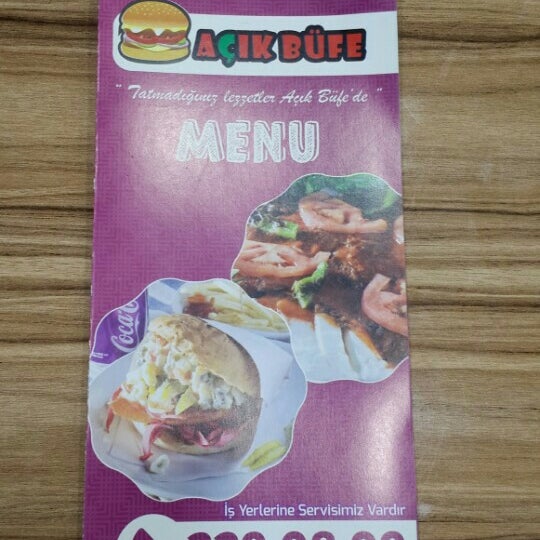 AÇIK BÜFE
" Tatmadığınız lezzetler Açık Büfe'de "
MENU
İş Yerlerine Servisimiz Vardır